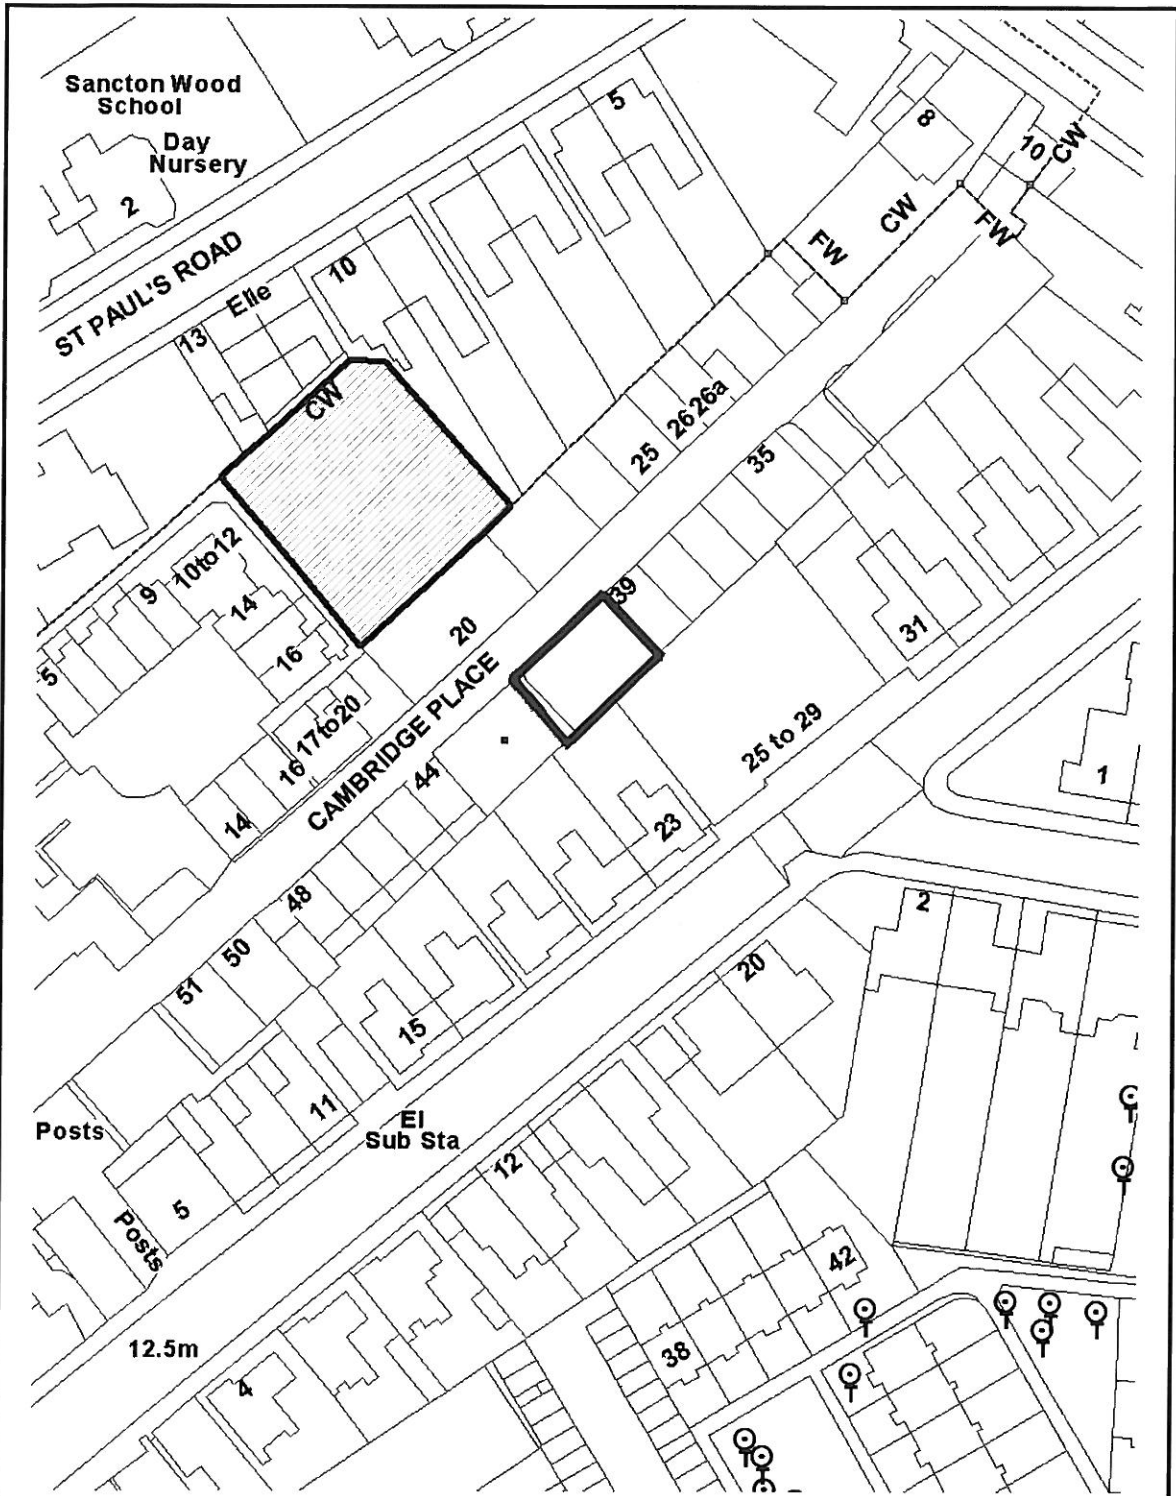 Sancton Wood
School
Day
Nursery
2
5
8
10
CW
CW
FW
FW
ST PAUL'S ROAD
Elle
10
13
CW
26a
26
25
35
39
10to12
9
14
16
5
20
31
CAMBRIDGE PLACE
17to20
16
14
44
25 to 29
1
23
48
50
51
2
20
15
11
El
Sub Sta
Posts
12
5
Posts
42
12.5m
38
4